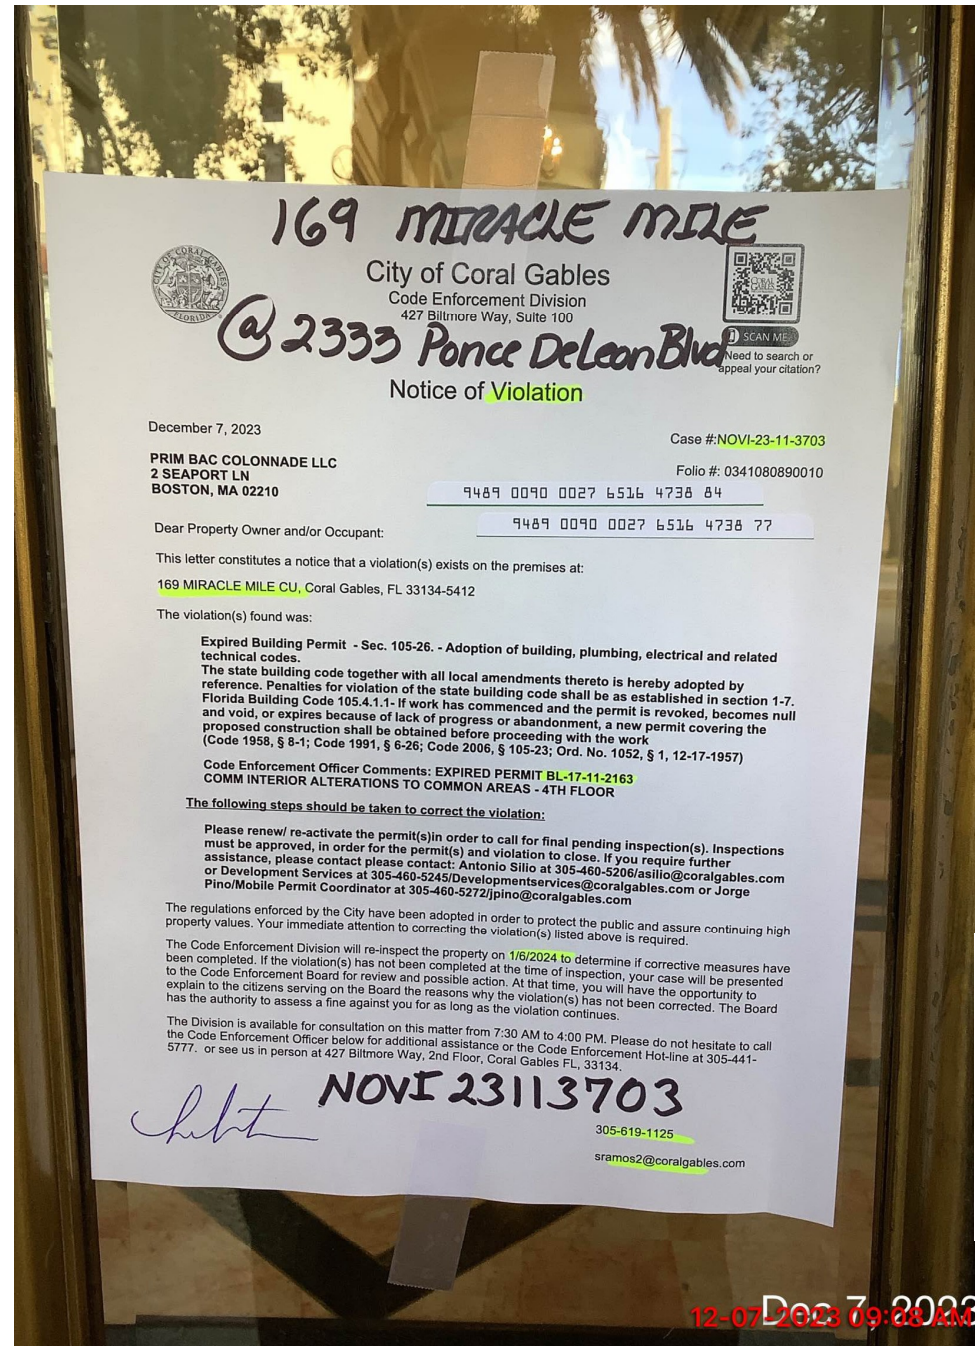 169 MIRACLE MILE
City of Coral Gables
Code Enforcement Division
427 Biltmore Way, Suite 100
CITY OF CORAL GABLES
FLORIDA
@ 2333 Ponce DeLeon Blvd
SCAN ME
Need to search or
appeal your citation?
Notice of Violation
December 7, 2023
Case #:NOVI-23-11-3703
PRIM BAC COLONNADE LLC
2 SEAPORT LN
BOSTON, MA 02210
Folio #: 0341080890010
9489 0090 0027 6516 4738 84
9489 0090 0027 6516 4738 77
Dear Property Owner and/or Occupant:
This letter constitutes a notice that a violation(s) exists on the premises at:
169 MIRACLE MILE CU, Coral Gables, FL 33134-5412
The violation(s) found was:
Expired Building Permit - Sec. 105-26. - Adoption of building, plumbing, electrical and related
technical codes.
The state building code together with all local amendments thereto is hereby adopted by
reference. Penalties for violation of the state building code shall be as established in section 1-7.
Florida Building Code 105.4.1.1- If work has commenced and the permit is revoked, becomes null
and void, or expires because of lack of progress or abandonment, a new permit covering the
proposed construction shall be obtained before proceeding with the work
(Code 1958, § 8-1; Code 1991, § 6-26; Code 2006, § 105-23; Ord. No. 1052, § 1, 12-17-1957)
Code Enforcement Officer Comments: EXPIRED PERMIT BL-17-11-2163
COMM INTERIOR ALTERATIONS TO COMMON AREAS - 4TH FLOOR
The following steps should be taken to correct the violation:
Please renew/ re-activate the permit(s)in order to call for final pending inspection(s). Inspections
must be approved, in order for the permit(s) and violation to close. If you require further
assistance, please contact please contact: Antonio Silio at 305-460-5206/asilio@coralgables.com
or Development Services at 305-460-5245/Developmentservices@coralgables.com or Jorge
Pino/Mobile Permit Coordinator at 305-460-5272/jpino@coralgables.com
The regulations enforced by the City have been adopted in order to protect the public and assure continuing high
property values. Your immediate attention to correcting the violation(s) listed above is required.
The Code Enforcement Division will re-inspect the property on 1/6/2024 to determine if corrective measures have
been completed. If the violation(s) has not been completed at the time of inspection, your case will be presented
to the Code Enforcement Board for review and possible action. At that time, you will have the opportunity to
explain to the citizens serving on the Board the reasons why the violation(s) has not been corrected. The Board
has the authority to assess a fine against you for as long as the violation continues.
The Division is available for consultation on this matter from 7:30 AM to 4:00 PM. Please do not hesitate to call
the Code Enforcement Officer below for additional assistance or the Code Enforcement Hot-line at 305-441-
5777. or see us in person at 427 Biltmore Way, 2nd Floor, Coral Gables FL, 33134.
NOVI 23113703
305-619-1125
sramos2@coralgables.com
Dec 7, 2023
12-07-2023 09:08 AM